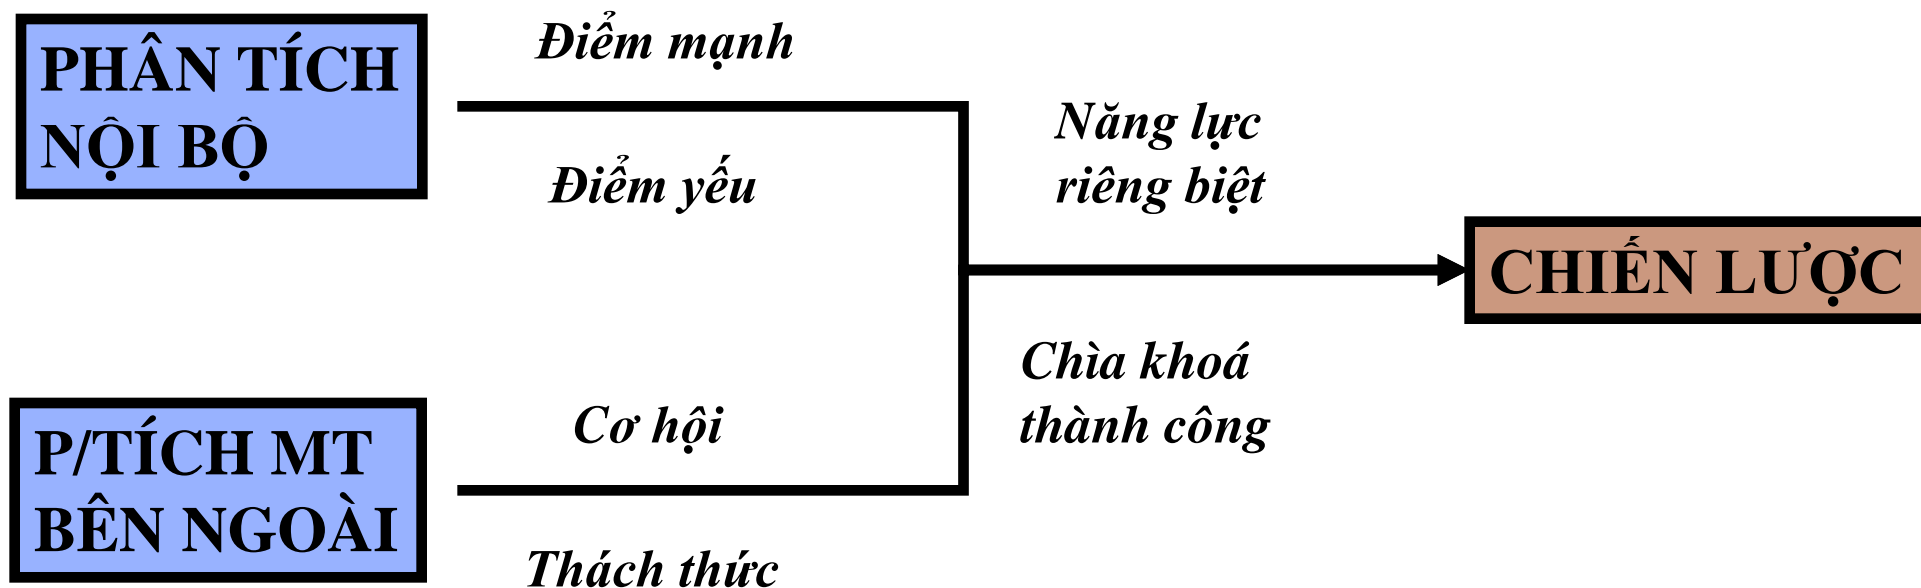 PHÂN TÍCH
NỘI BỘ
Điểm mạnh
Điểm yếu
Năng lực
riêng biệt
CHIẾN LƯỢC
Chìa khoá
thành công
P/TÍCH MT
BÊN NGOÀI
Cơ hội
Thách thức